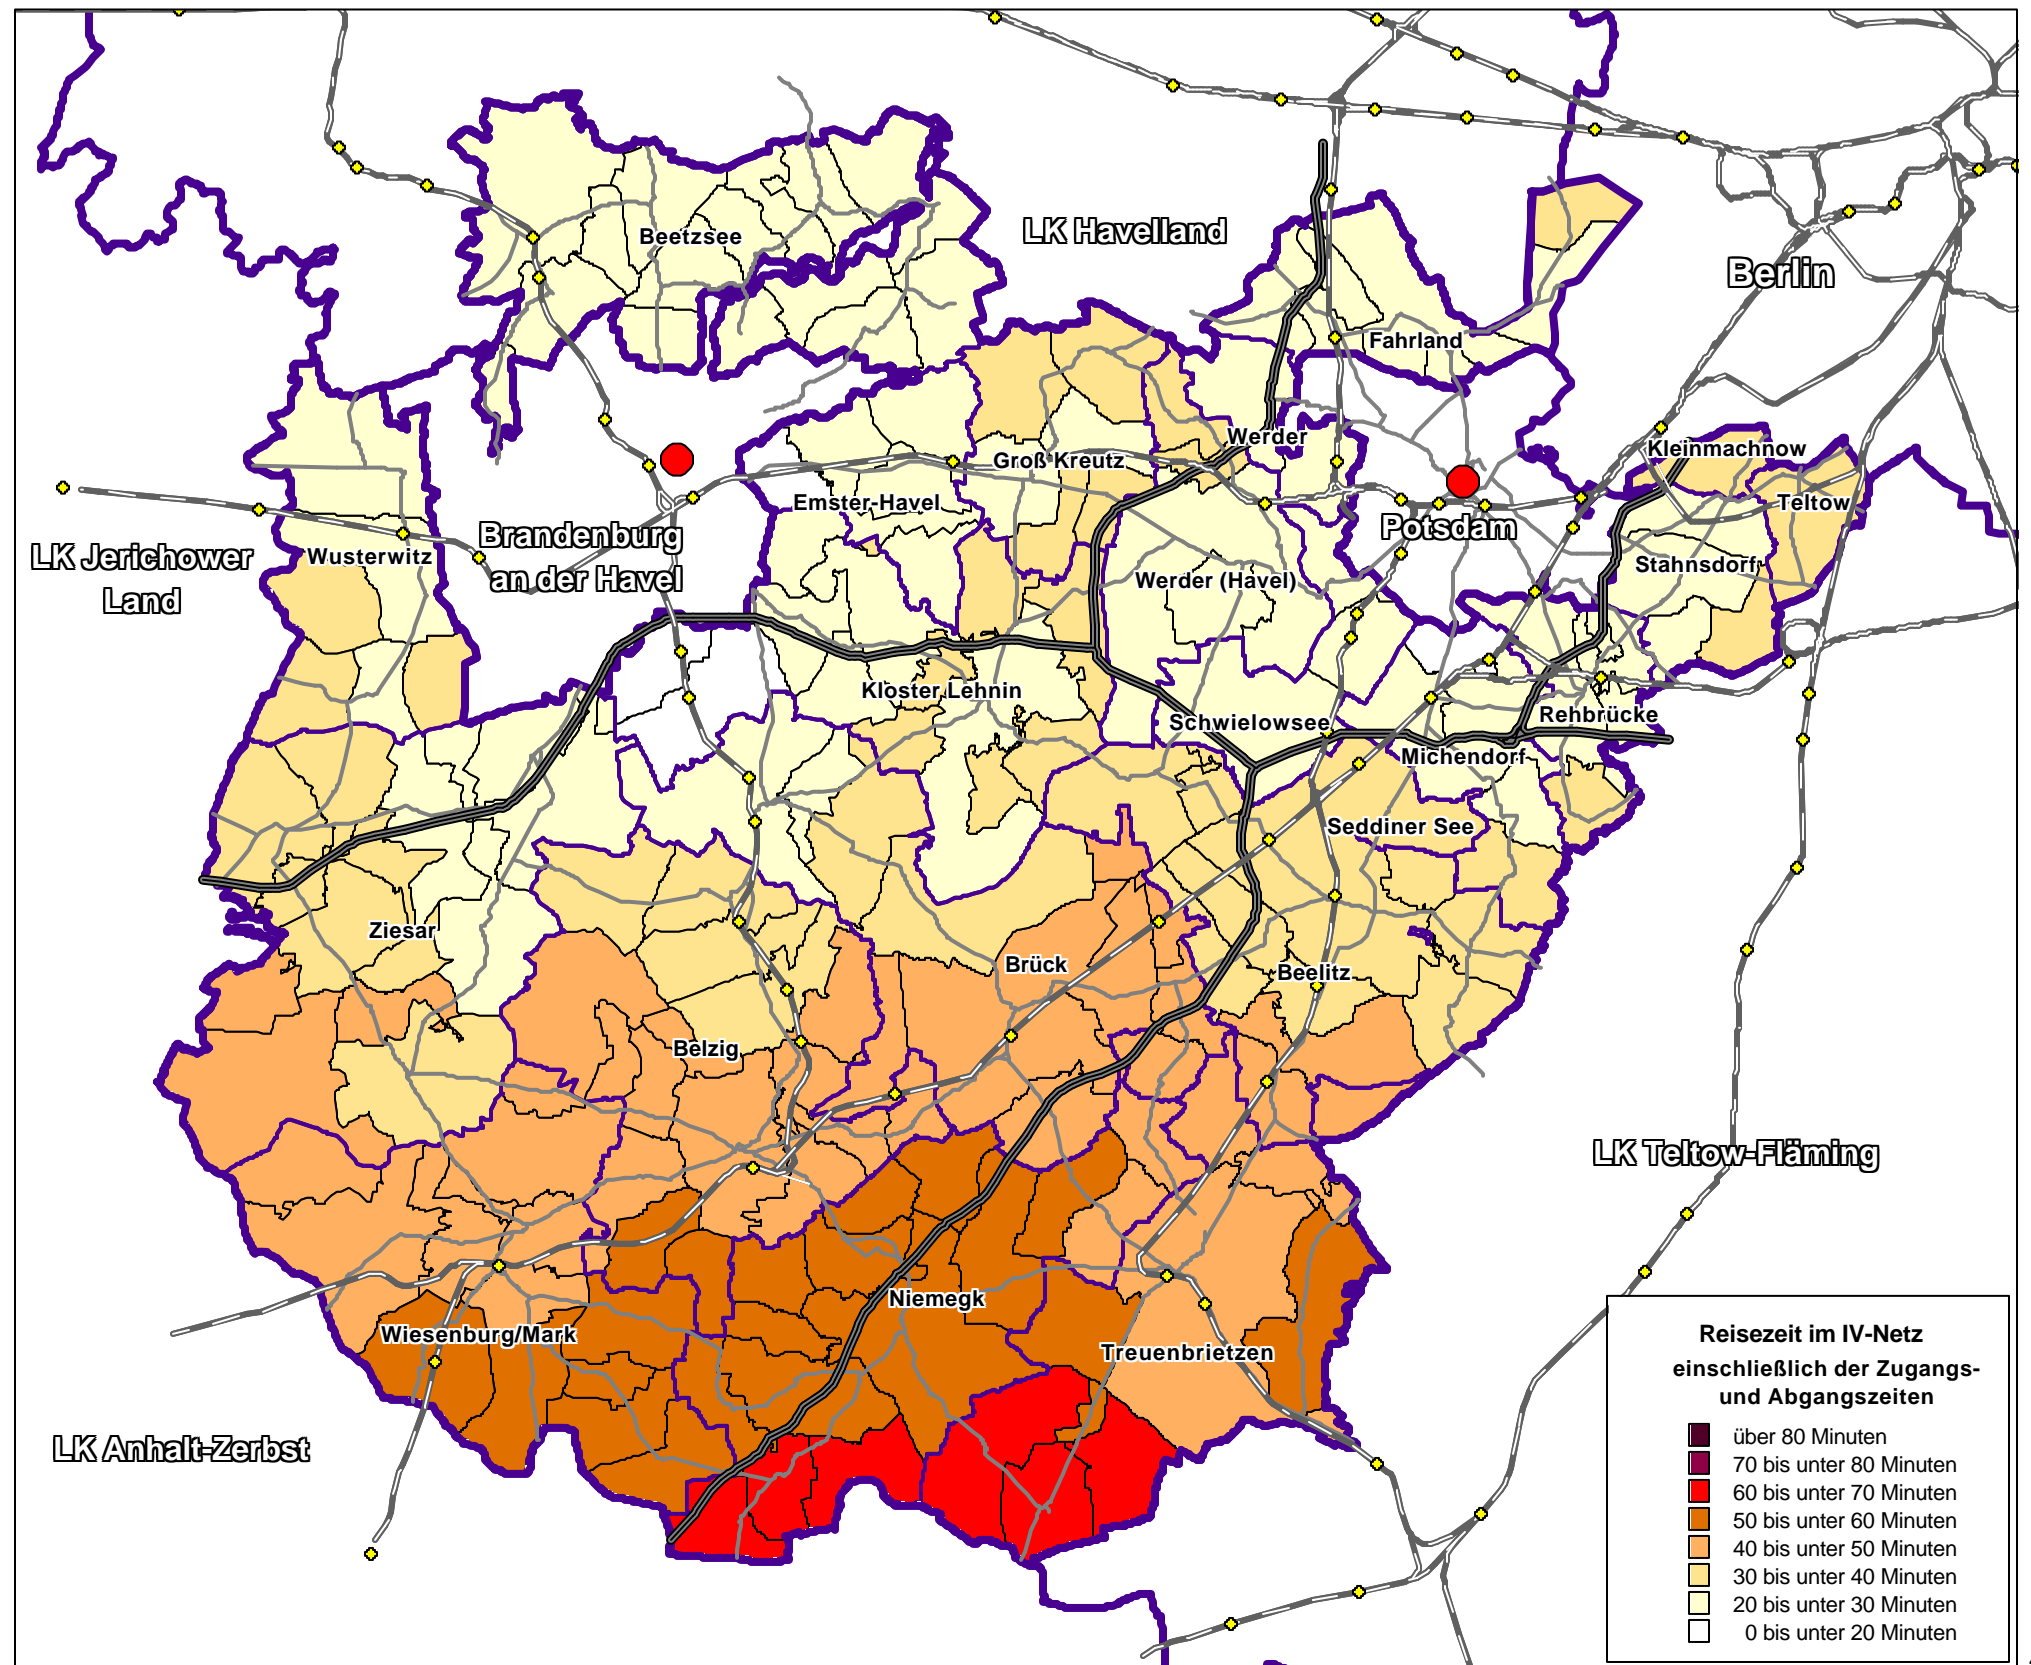 Beetzsee
LK Havelland
Berlin
Fahrland
Werder
Kleinmachnow
Groß Kreutz
Teltow
Emster-Havel
Brandenburg
an der Havel
Potsdam
LK Jerichower
Land
Wusterwitz
Werder (Havel)
Stahnsdorf
Kloster Lehnin
Schwielowsee
Rehbrücke
Michendorf
Seddiner See
Ziesar
Brück
Beelitz
Belzig
LK Teltow-Fläming
Niemegk
Wiesenburg/Mark
Treuenbrietzen
LK Anhalt-Zerbst
Reisezeit im IV-Netz
einschließlich der Zugangs-
und Abgangszeiten
über 80 Minuten
70 bis unter 80 Minuten
60 bis unter 70 Minuten
50 bis unter 60 Minuten
40 bis unter 50 Minuten
30 bis unter 40 Minuten
20 bis unter 30 Minuten
0 bis unter 20 Minuten